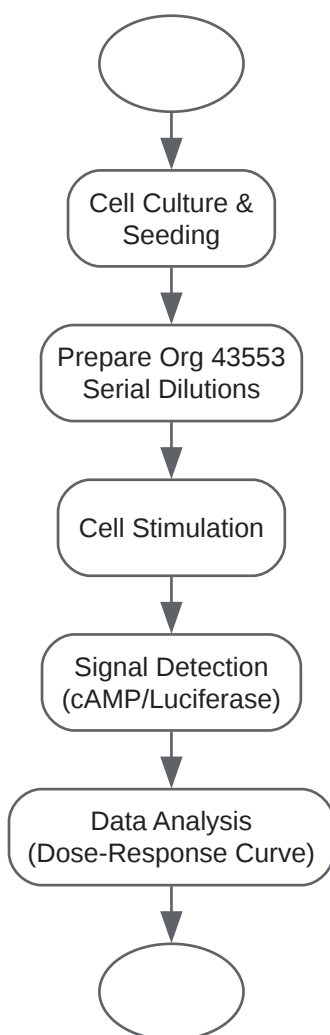 Cell Culture &
Seeding
Prepare Org 43553
Serial Dilutions
Cell Stimulation
Signal Detection
(cAMP/Luciferase)
Data Analysis
(Dose-Response Curve)